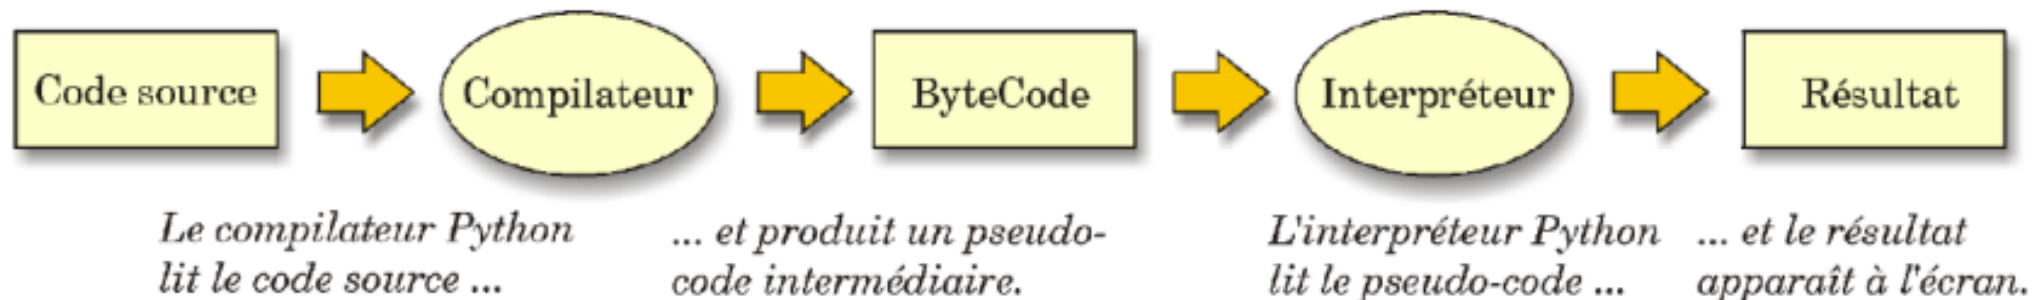 Code source
Compilateur
ByteCode
Interpréteur
Résultat
Le compilateur Python
lit le code source ...
... et produit un pseudo-
code intermédiaire.
L'interpréteur Python
lit le pseudo-code ...
... et le résultat
apparaît à l'écran.